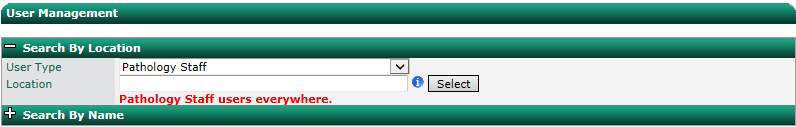 User Management
Search By Location
User Type Pathology Staff
Location Select
Pathology Staff users everywhere.
Search By Name